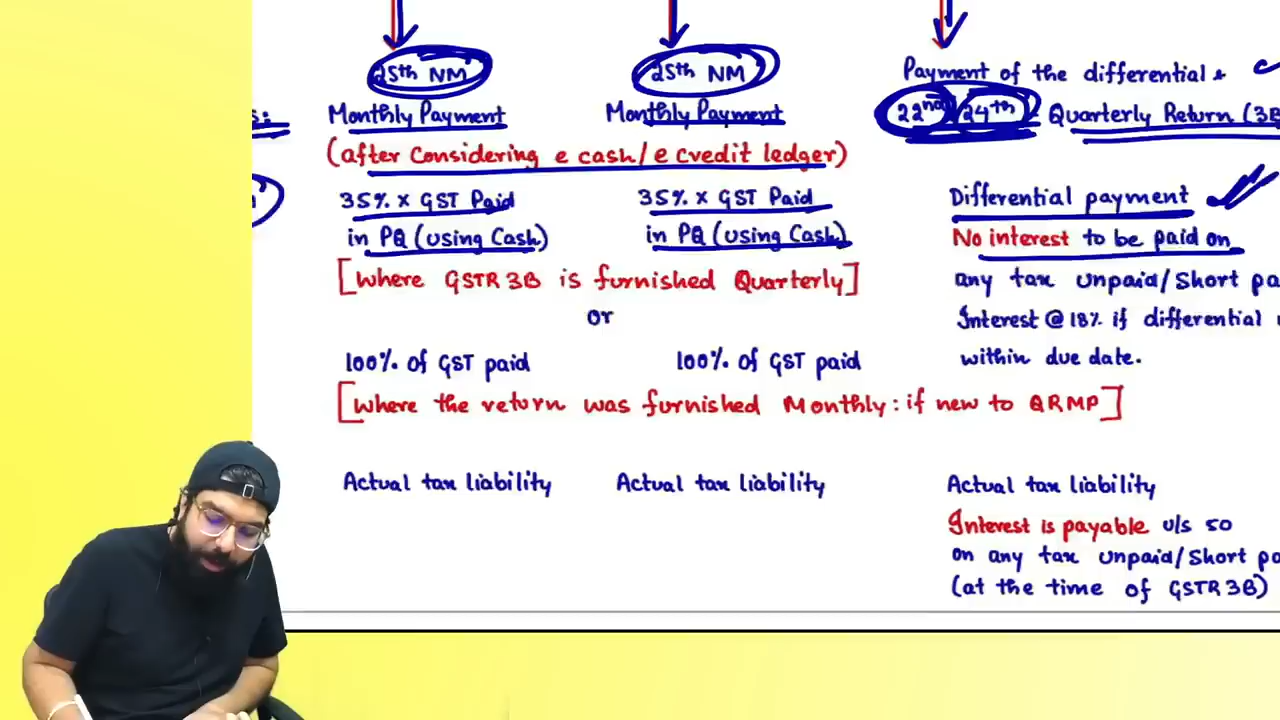 25th NM 25th NM Payment of the differential &
s: Monthly Payment Monthly Payment 22nd 24th Quarterly Return (3B
(after Considering e cash/e credit ledger)
35% x GST Paid 35% x GST Paid Differential payment
in PQ (using Cash) in PQ (using Cash) No interest to be paid on
[where GSTR 3B is furnished Quarterly] any tax unpaid/Short pa
or Interest @ 18% if differential
100% of GST paid 100% of GST paid within due date.
[where the return was furnished Monthly: if new to QRMP]
Actual tax liability Actual tax liability Actual tax liability
Interest is payable u/s 50
on any tax unpaid/Short pa
(at the time of GSTR 3B)